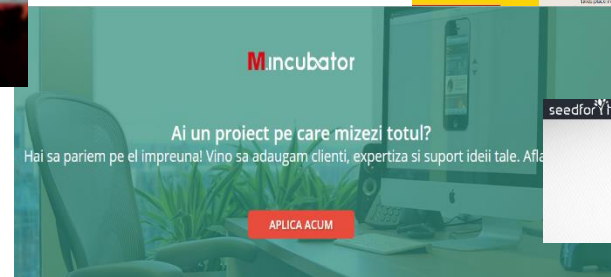 M.incubator
Ai un proiect pe care mizezi totul?
Hai sa pariem pe el impreuna! Vino sa adaugam clienti, expertiza si suport ideii tale. Afla
APLICA ACUM
seedfor